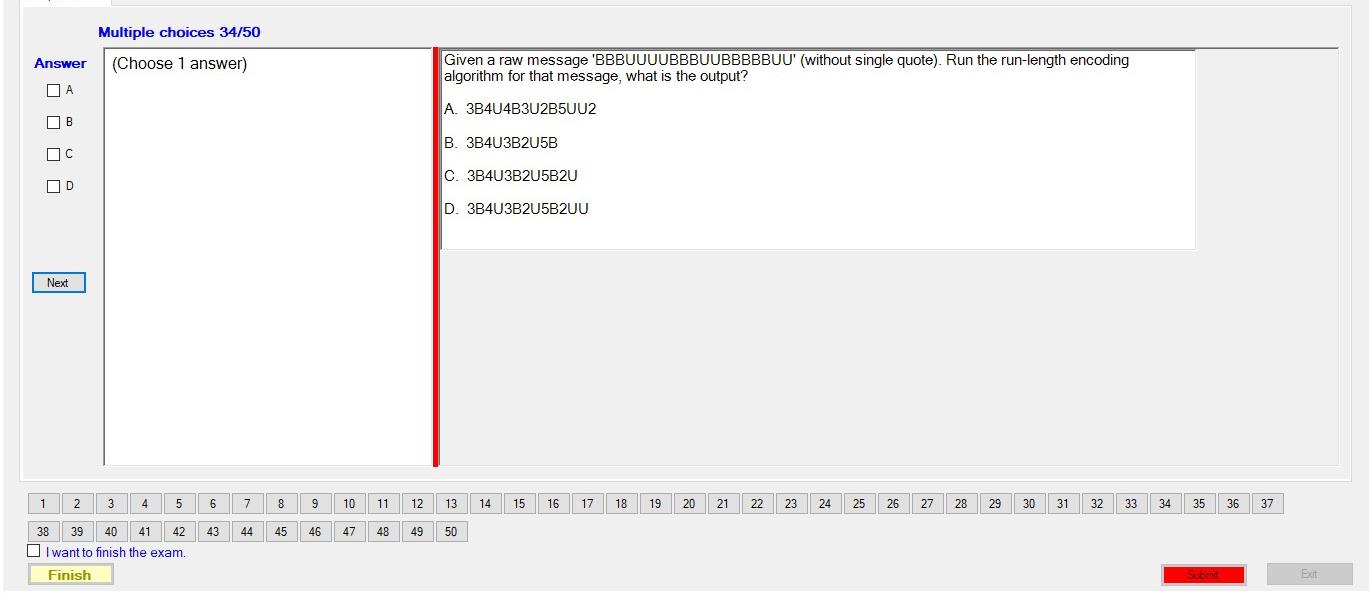 Multiple choices 34/50
Answer
(Choose 1 answer)
A
B
C
D
Next
Given a raw message 'BBBUUUUBBBUUBBBBBUU' (without single quote). Run the run-length encoding
algorithm for that message, what is the output?
A. 3B4U4B3U2B5UU2
B. 3B4U3B2U5B
C. 3B4U3B2U5B2U
D. 3B4U3B2U5B2UU
1 2 3 4 5 6 7 8 9 10 11 12 13 14 15 16 17 18 19 20 21 22 23 24 25 26 27 28 29 30 31 32 33 34 35 36 37
38 39 40 41 42 43 44 45 46 47 48 49 50
I want to finish the exam.
Finish
Submit
Exit